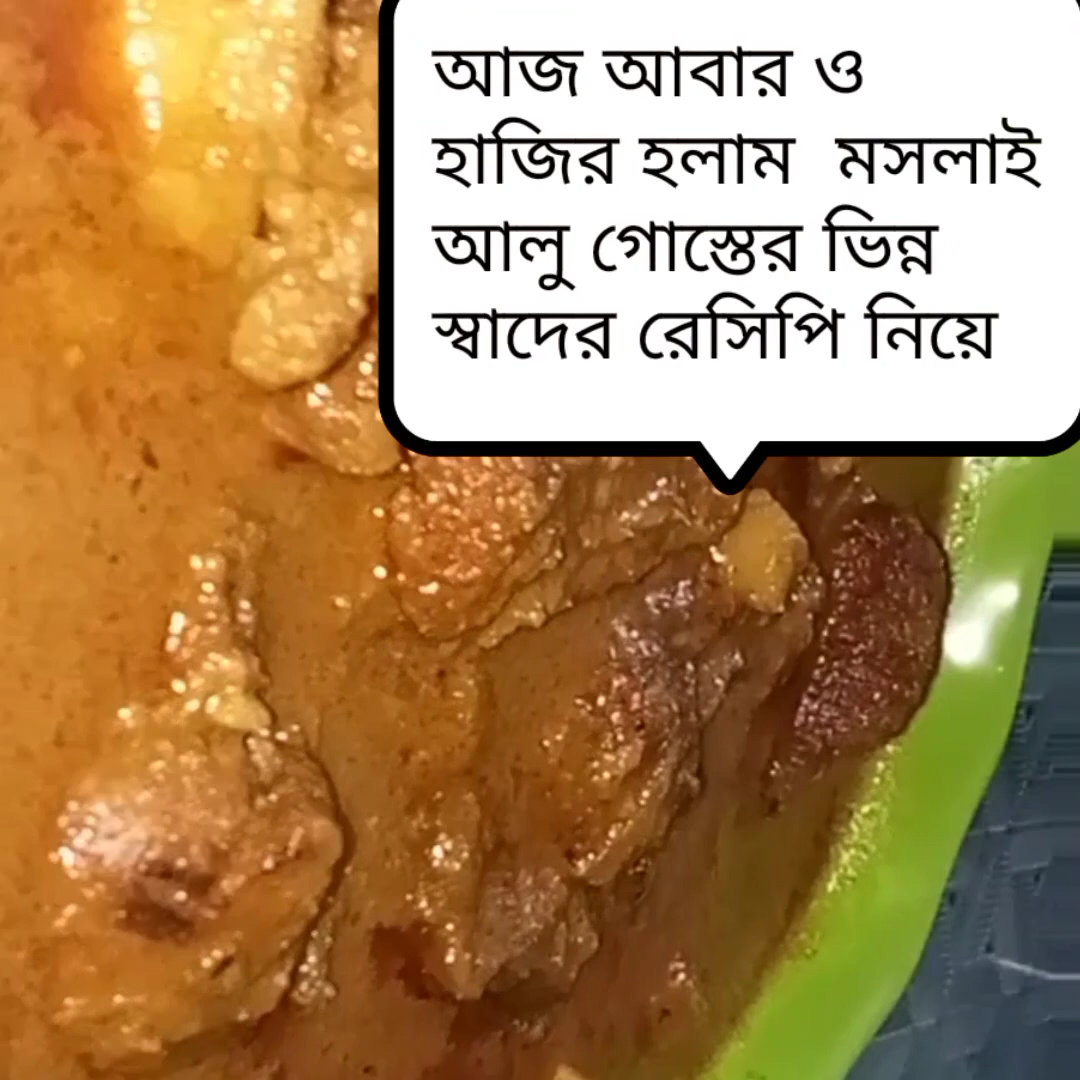 আজ আবার ও
হাজির হলাম  মসলাই
আলু গোস্তের ভিন্ন
স্বাদের রেসিপি নিয়ে